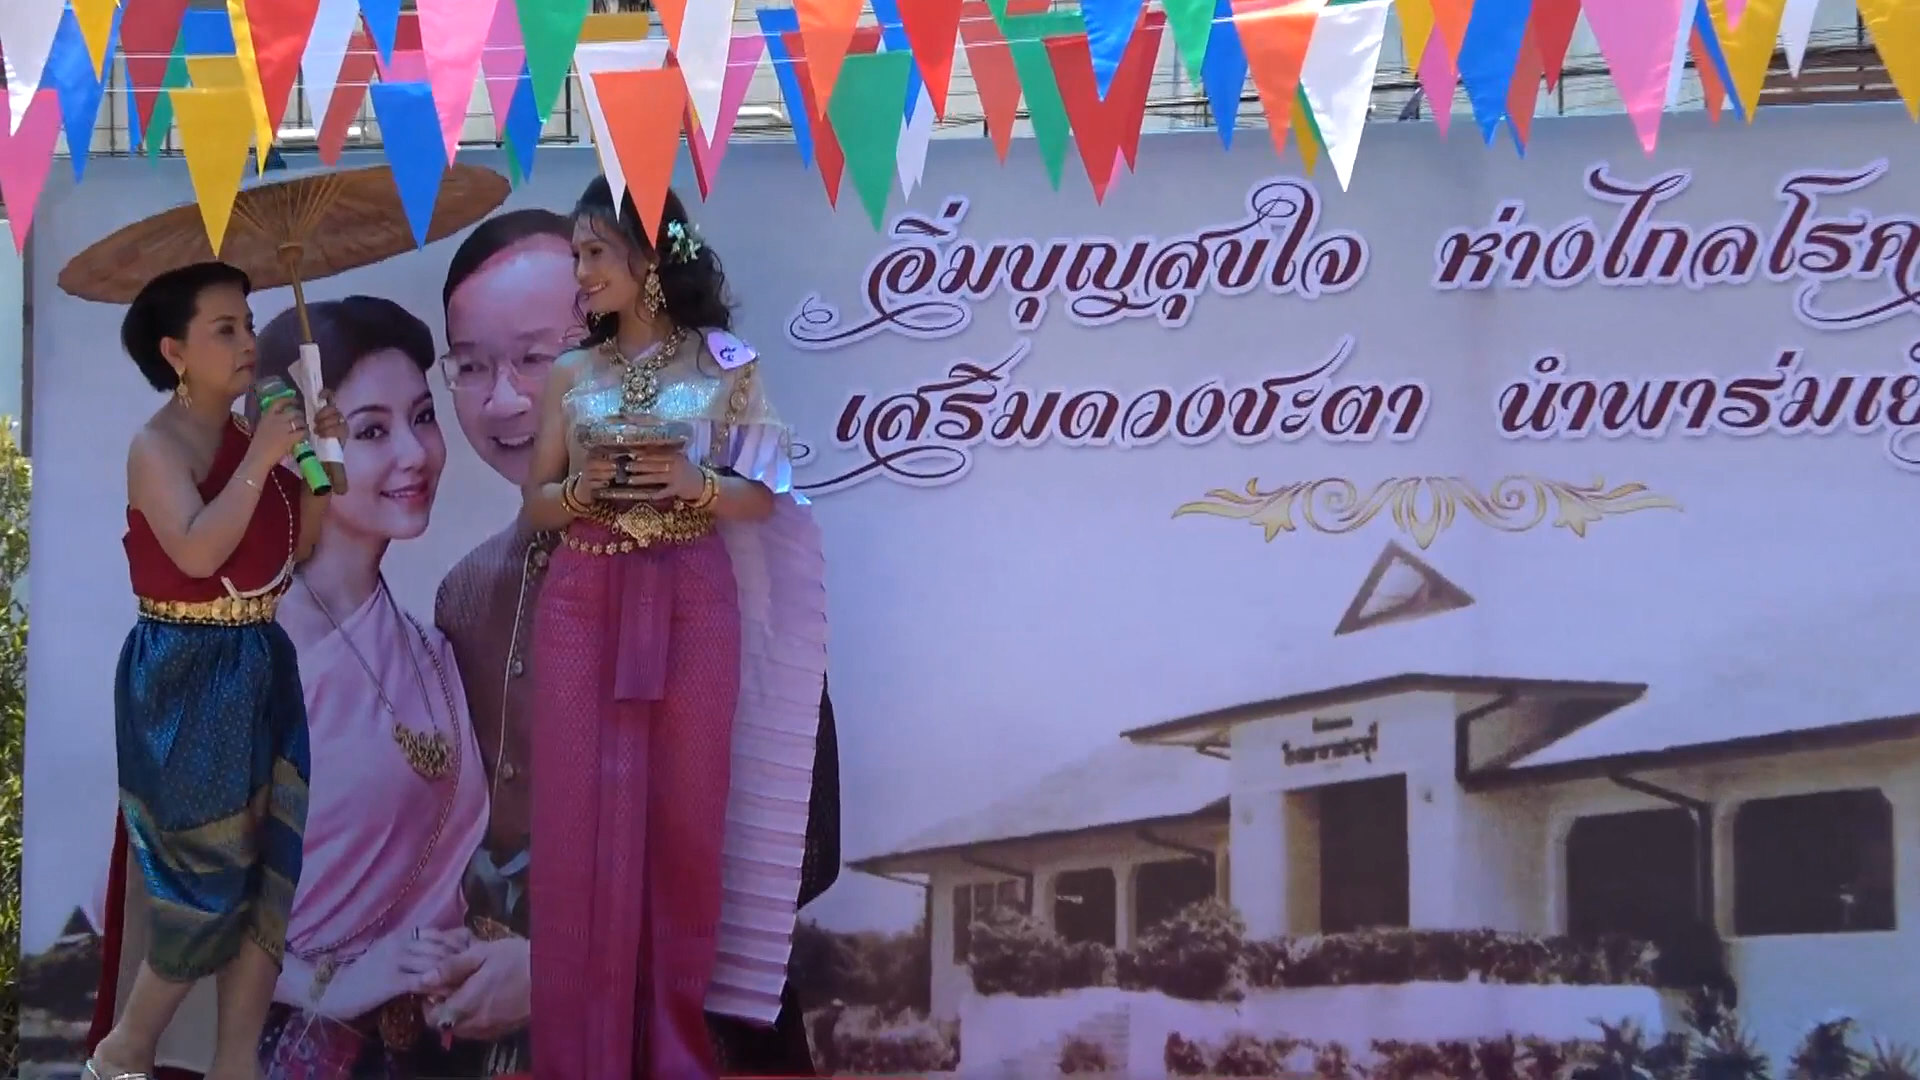 อิ่มบุญสุขใจ ห่างไกลโรค
เสริมดวงชะตา นำพาร่มเย็